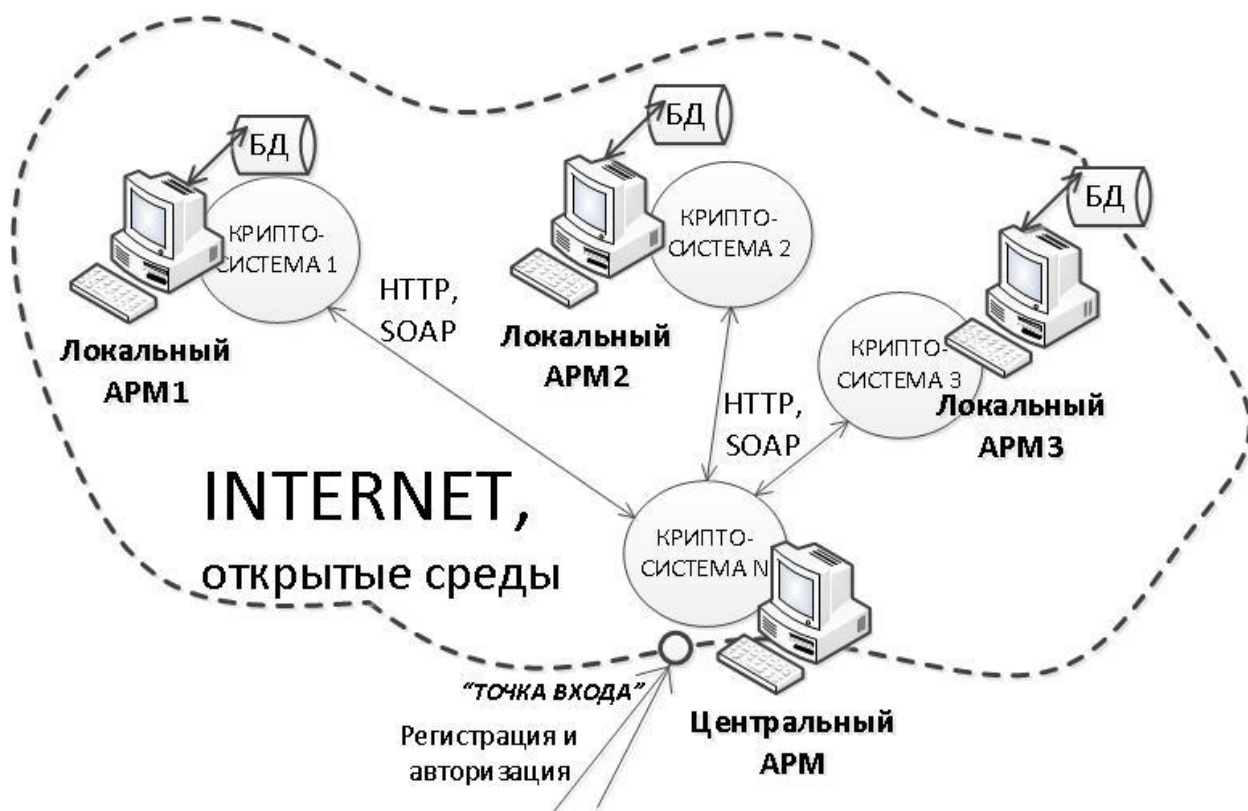 БД
КРИПТО-
СИСТЕМА 1
Локальный
АРМ1
HTTP,
SOAP
БД
КРИПТО-
СИСТЕМА 2
Локальный
АРМ2
БД
КРИПТО-
СИСТЕМА 3
Локальный
АРМ3
HTTP,
SOAP
INTERNET,
открытые среды
КРИПТО-
СИСТЕМА N
“ТОЧКА ВХОДА”
Регистрация и
авторизация
Центральный
АРМ